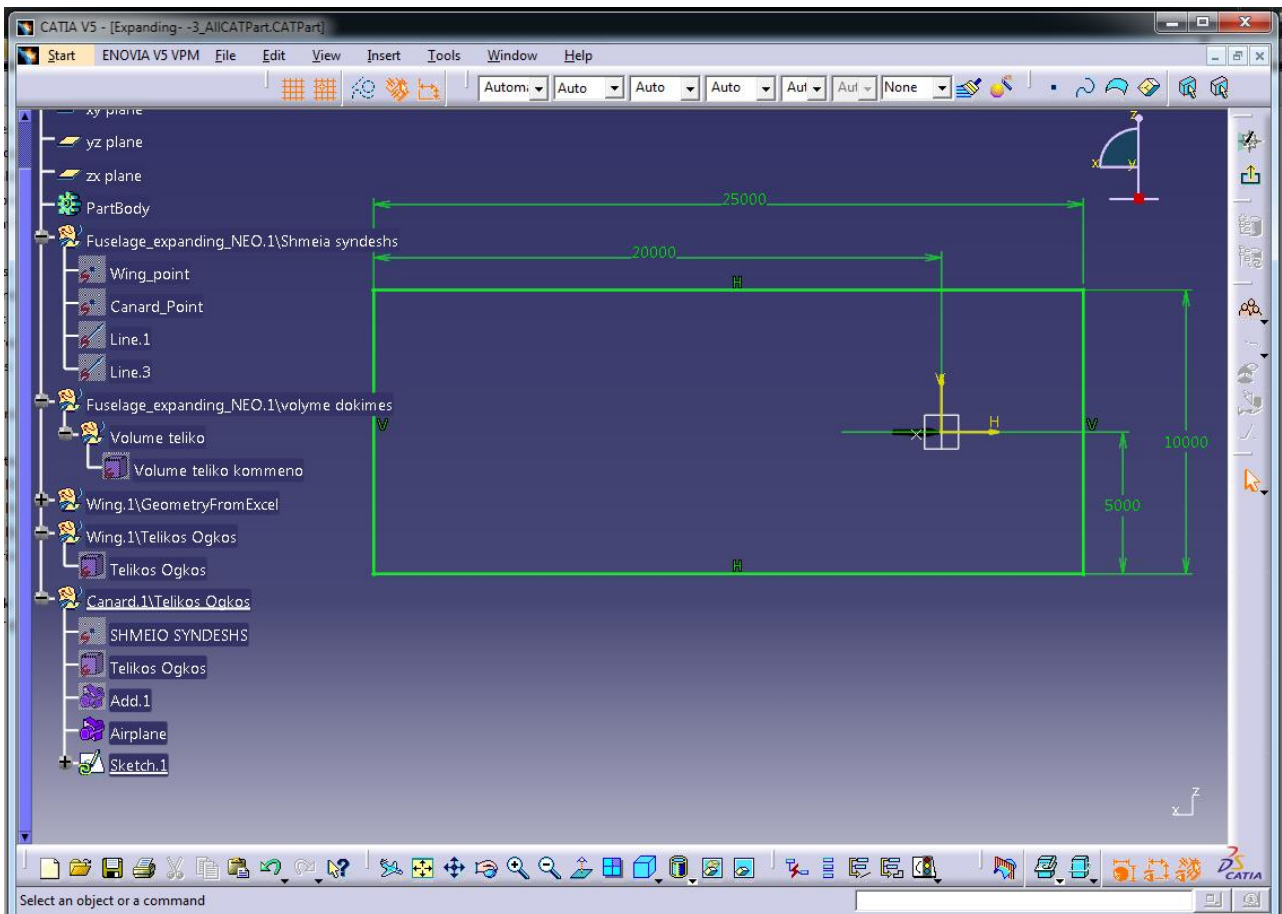 CATIA V5 - [Expanding- -3_AllCATPart.CATPart]
Start ENOVIA V5 VPM File Edit View Insert Tools Window Help
Auto Auto Auto Aut Aut None
xy plane
yz plane
zx plane
PartBody
Fuselage_expanding_NEO.1\Shmeia syndeshs
Wing_point
Canard_Point
Line.1
Line.3
Fuselage_expanding_NEO.1\volyme dokimes
Volume teliko
Volume teliko kommeno
Wing.1\GeometryFromExcel
Wing.1\Telikos Ogkos
Telikos Ogkos
Canard.1\Telikos Ogkos
SHMEIO SYNDESHS
Telikos Ogkos
Add.1
Airplane
Sketch.1
z
x y
25000
20000
H
V
V
H
V
10000
5000
H
z
x
CATIA
Select an object or a command